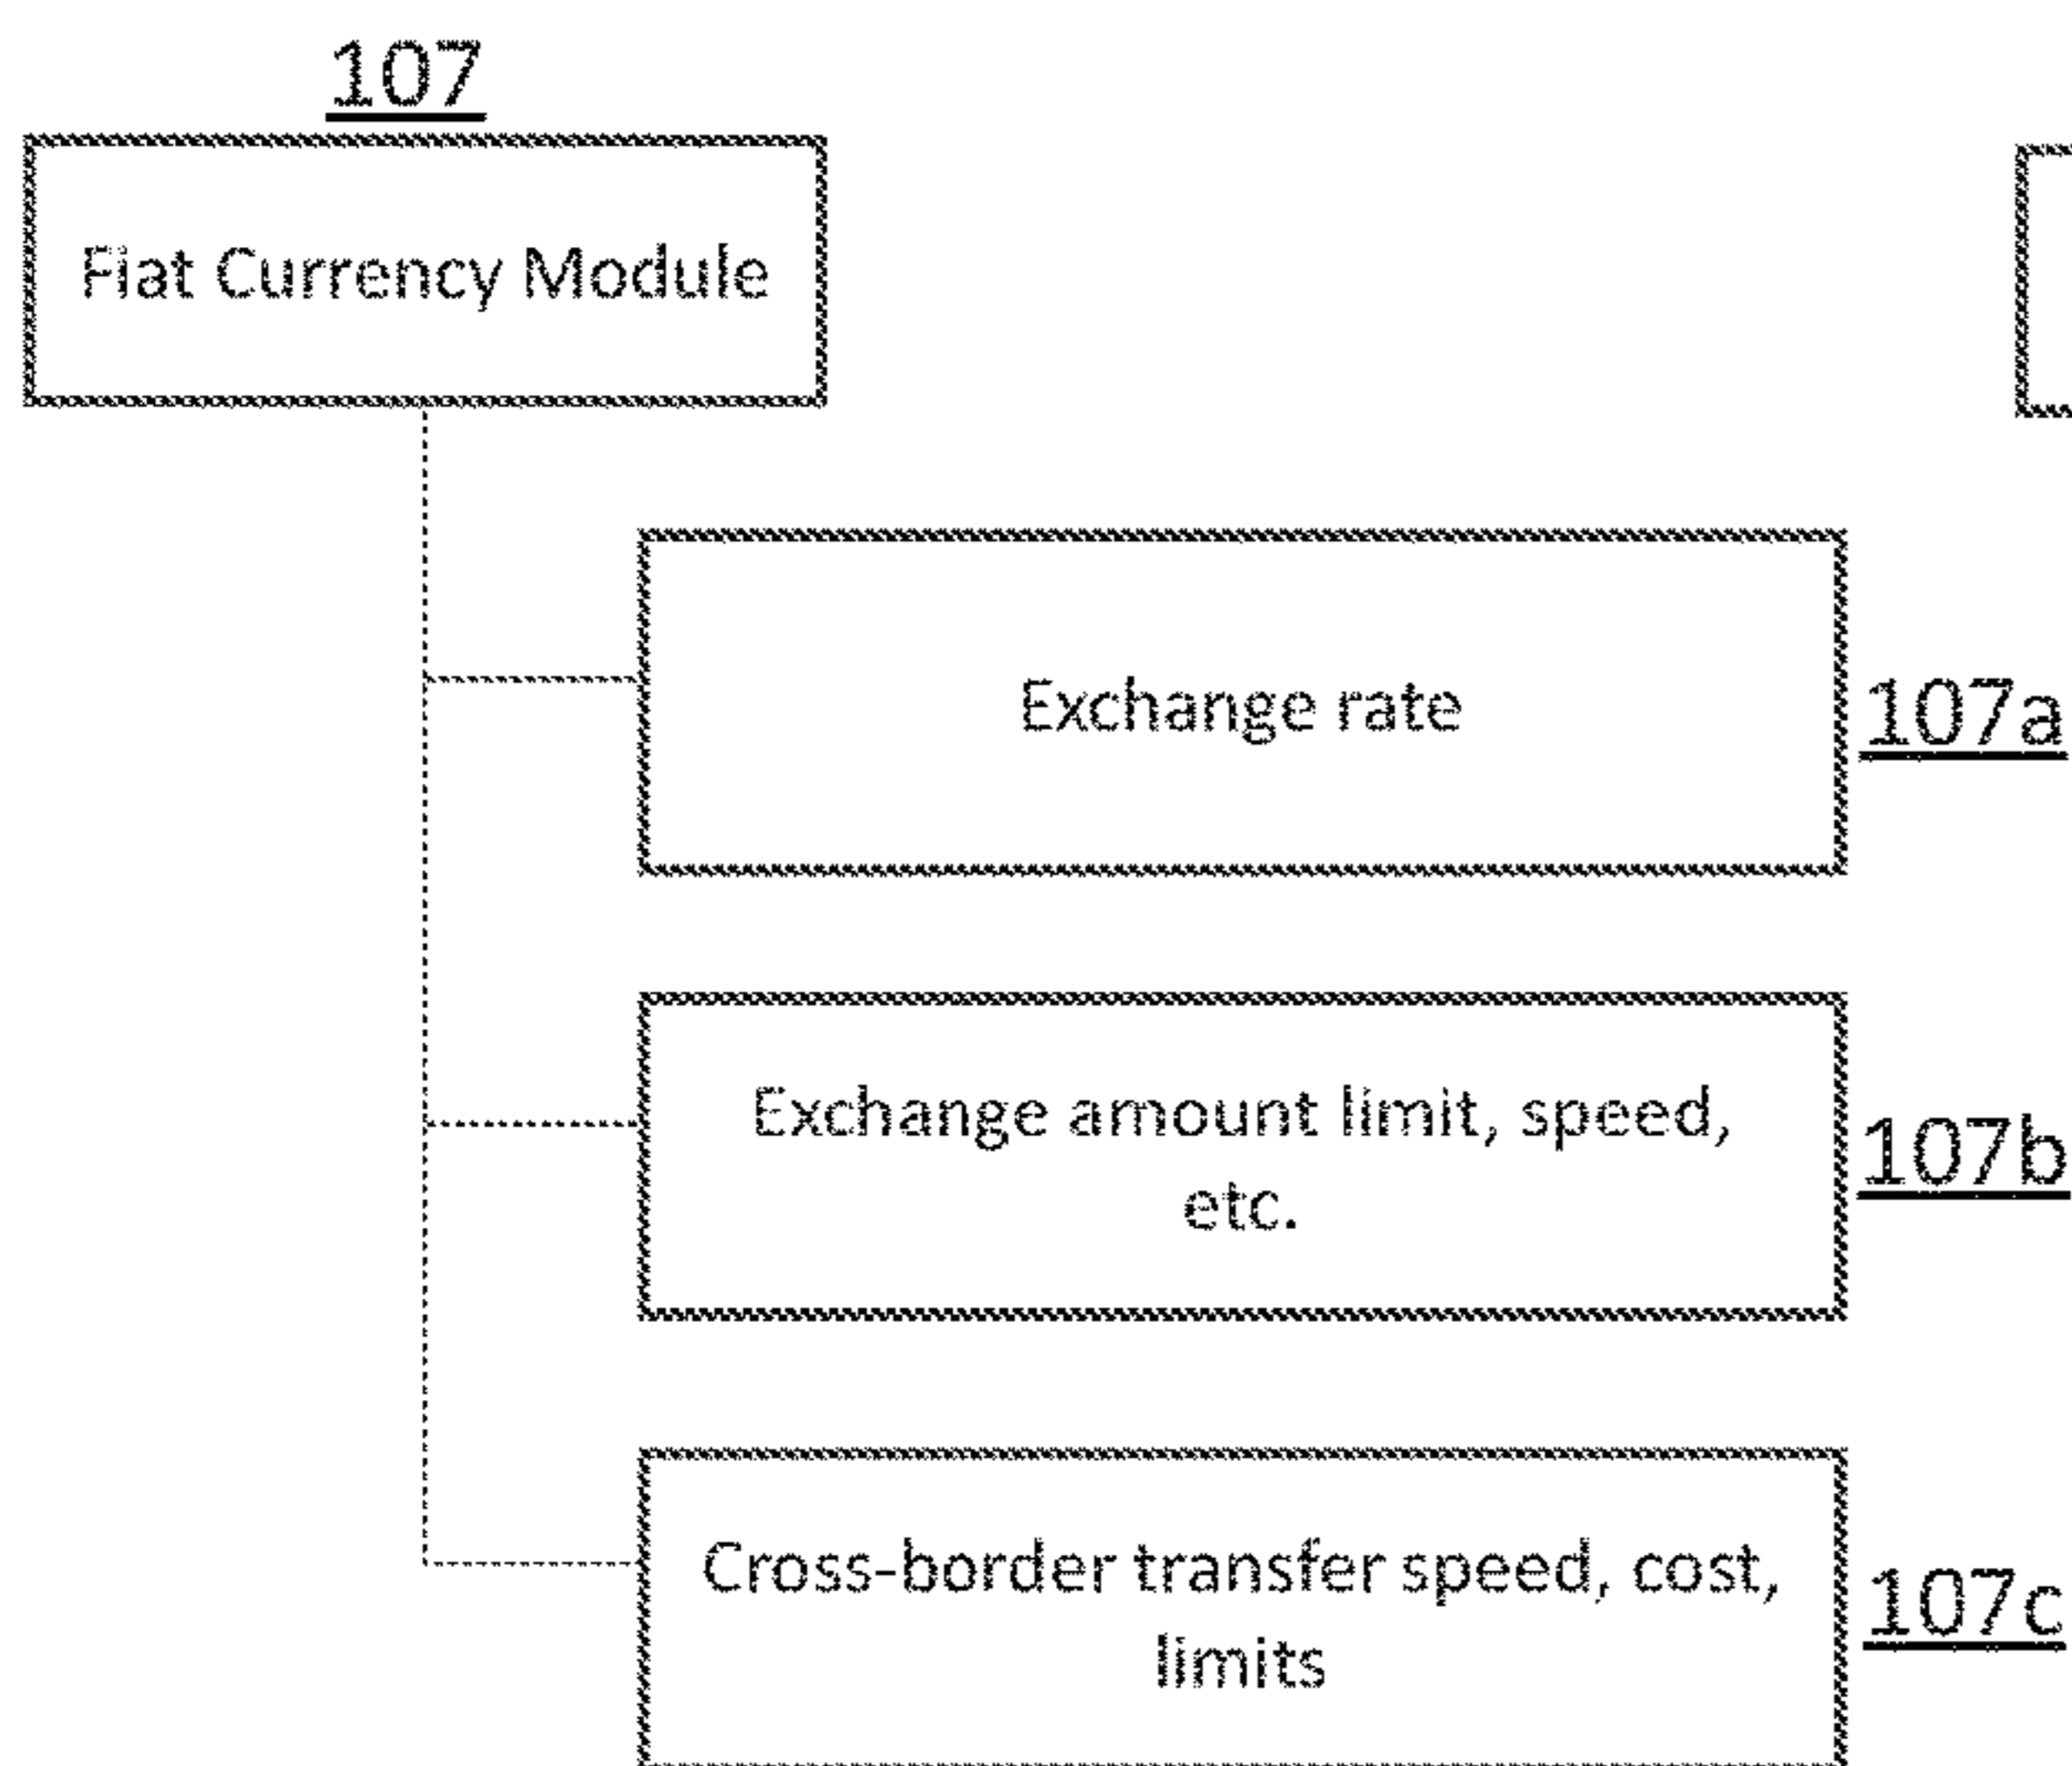 107
Fiat Currency Module
Exchange rate
107a
Exchange amount limit, speed,
etc.
107b
Cross-border transfer speed, cost,
limits
107c